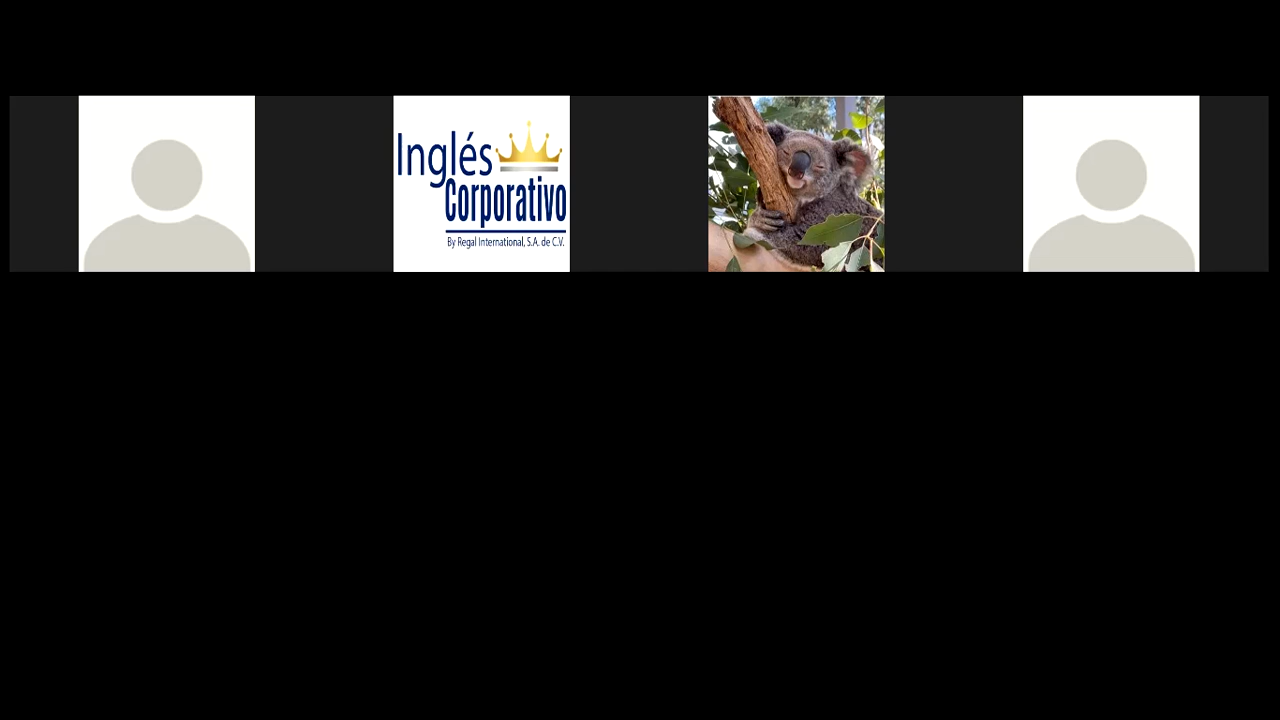 Inglés
Corporativo
By Regal International, S.A. de C.V.